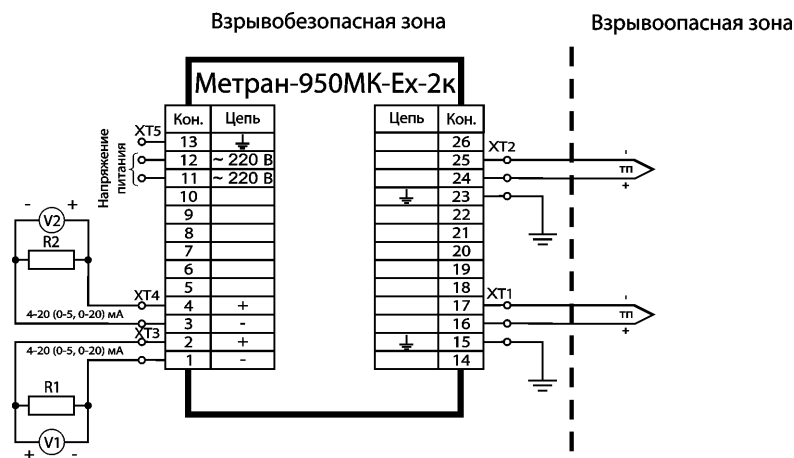 Взрывобезопасная зона
Взрывоопасная зона
Метран-950МК-Ех-2к
Кон. Цепь
Цепь Кон.
XT5
13
12 ~ 220 В
11 ~ 220 В
10
9
8
7
6
5
4 +
3 -
2 +
1 -
Напряжение
питания
- V2 +
R2
XT4
4–20 (0-5, 0-20) мА
XT3
4–20 (0-5, 0-20) мА
R1
+ V1 -
26
25
24
23
22
21
20
19
18
17
16
15
14
XT2
-
ТП
+
XT1
-
ТП
+